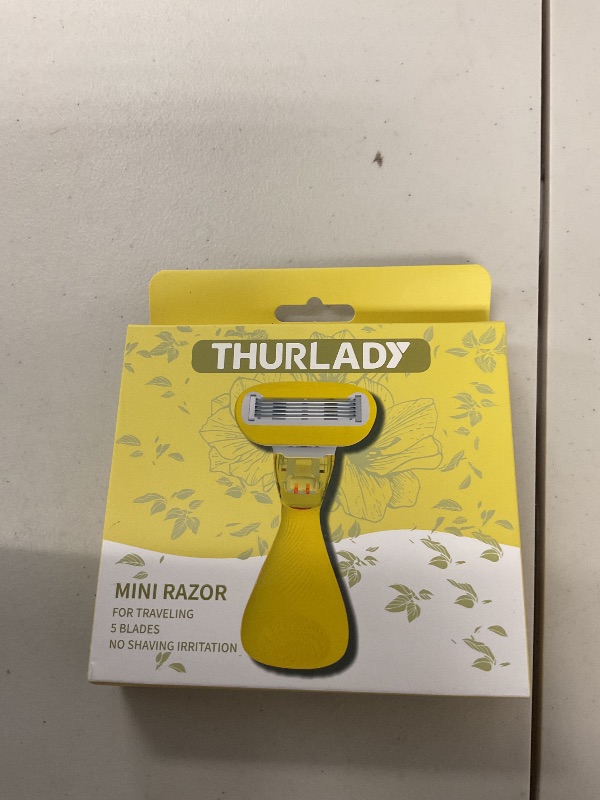 THURLADY
MINI RAZOR
FOR TRAVELING
5 BLADES
NO SHAVING IRRITATION